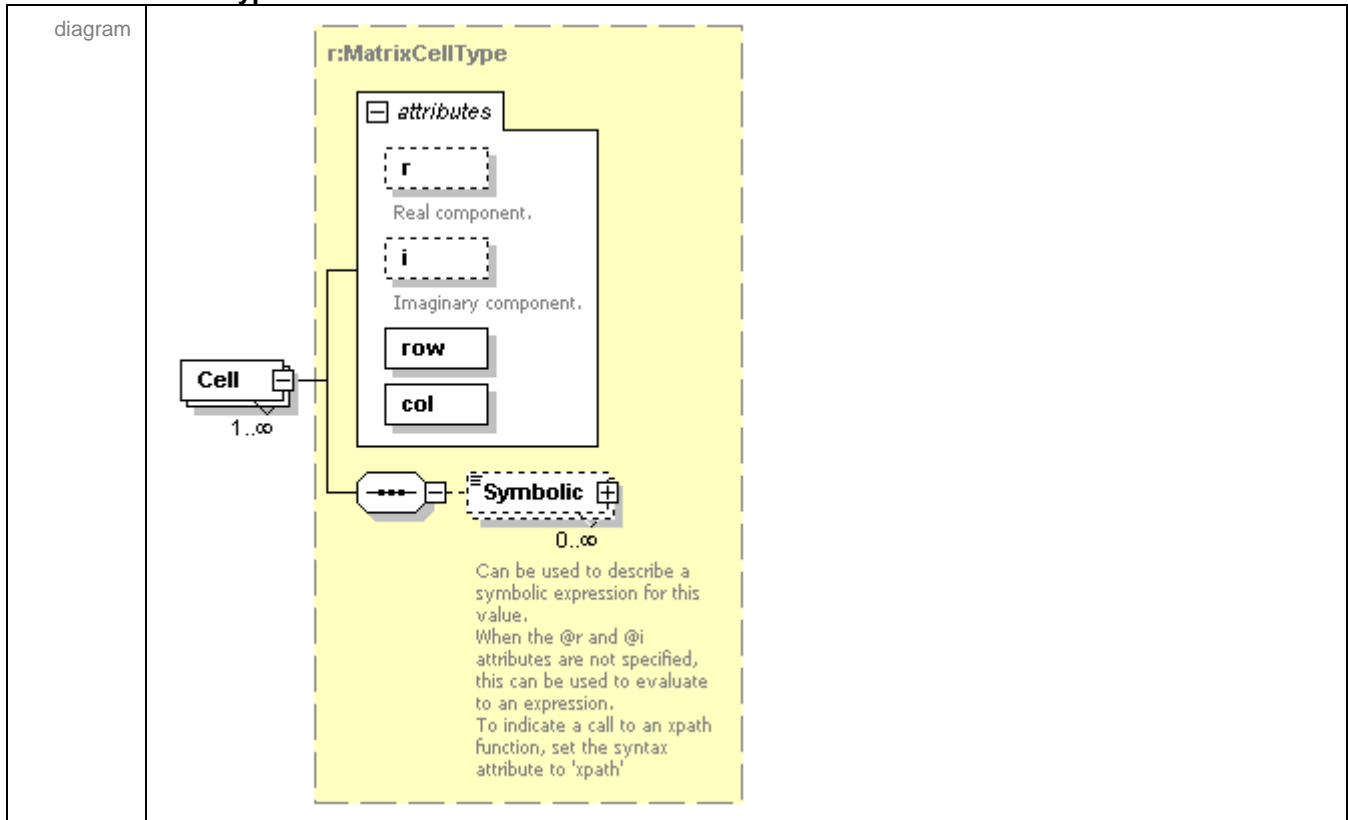 diagram
r:MatrixCellType
attributes
r
Real component.
i
Imaginary component.
row
col
Cell
1..∞
Symbolic
0..∞
Can be used to describe a
symbolic expression for this
value.
When the @r and @i
attributes are not specified,
this can be used to evaluate
to an expression.
To indicate a call to an xpath
function, set the syntax
attribute to 'xpath'